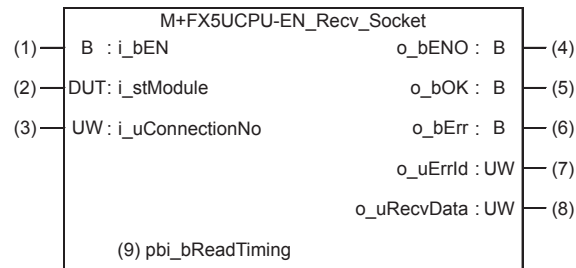 M+FX5UCPU-EN_Recv_Socket
(1) B : i_bEN o_bENO : B (4)
(2) DUT: i_stModule o_bOK : B (5)
(3) UW : i_uConnectionNo o_bErr : B (6)
o_uErrId : UW (7)
o_uRecvData : UW (8)
(9) pbi_bReadTiming